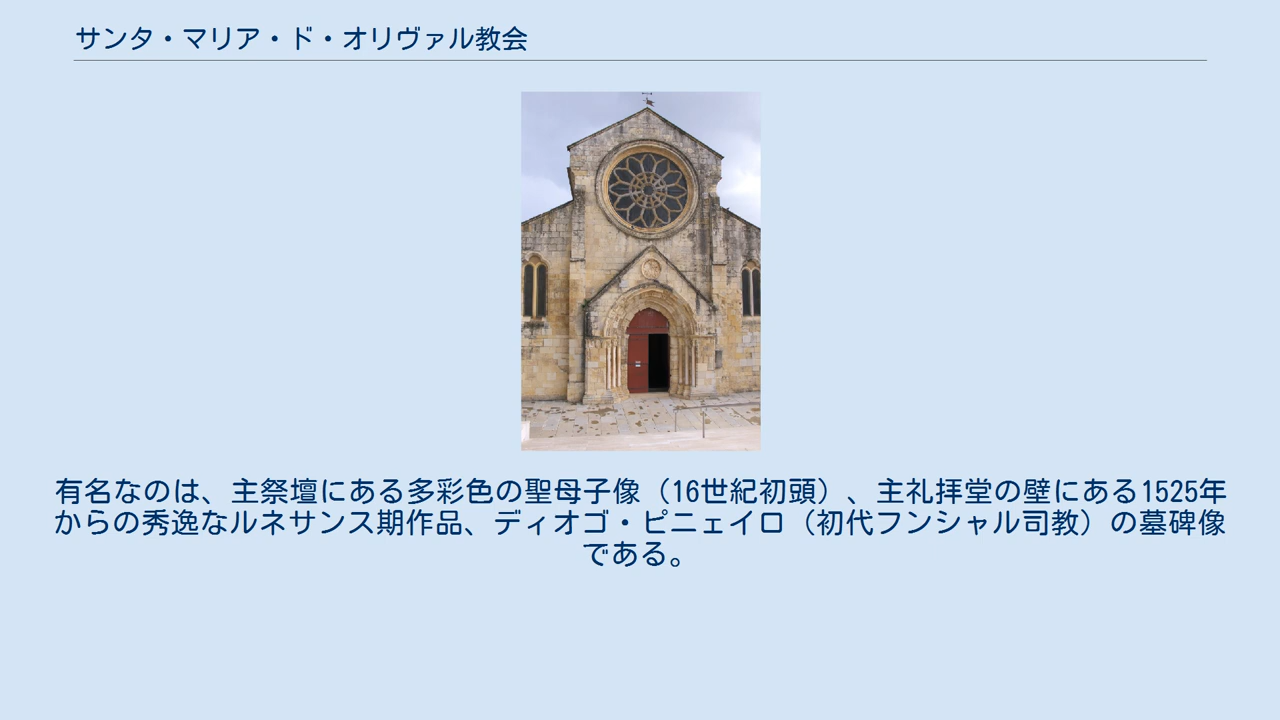 サンタ・マリア・ド・オリヴァル教会
有名なのは、主祭壇にある多彩色の聖母子像（16世紀初頭）、主礼拝堂の壁にある1525年
からの秀逸なルネサンス期作品、ディオゴ・ピニェイロ（初代フンシャル司教）の墓碑像
である。